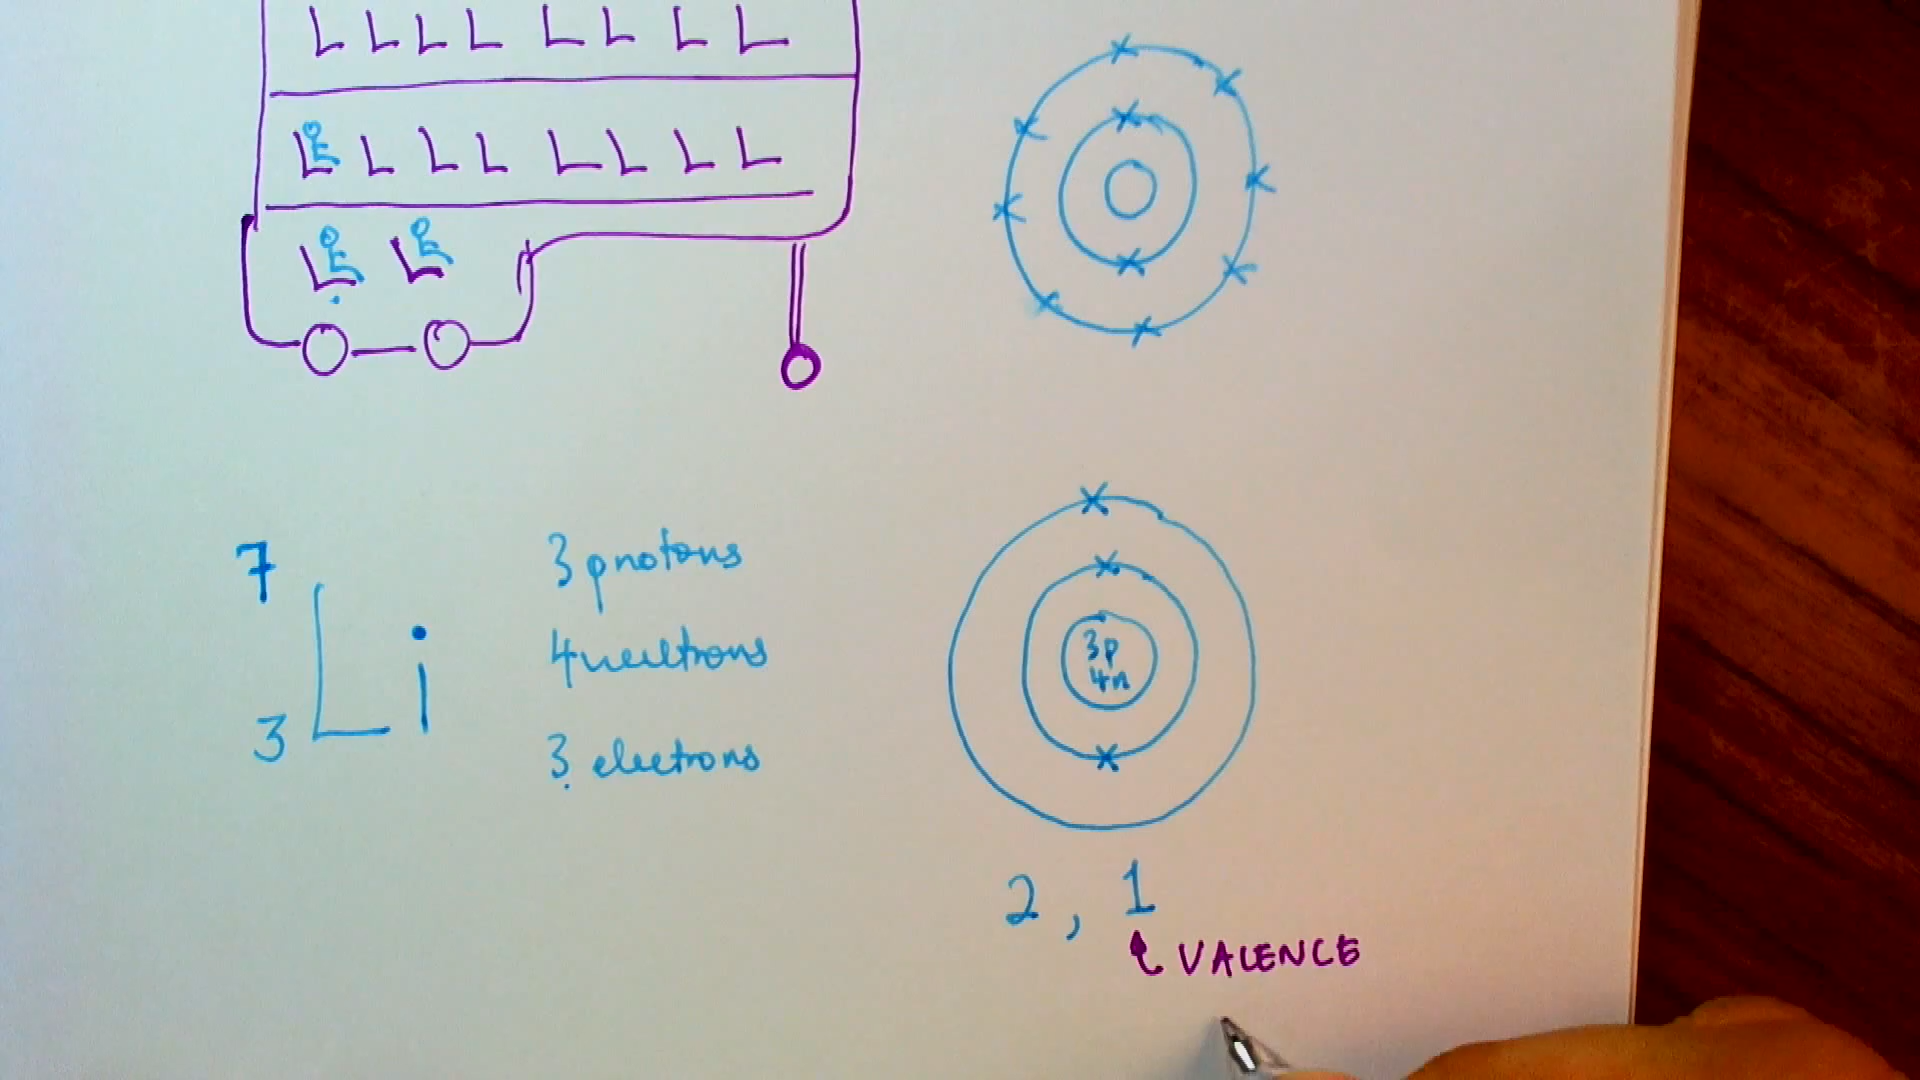 7
Li
3
3 protons
4 neutrons
3 electrons
3p
4n
2, 1
VALENCE